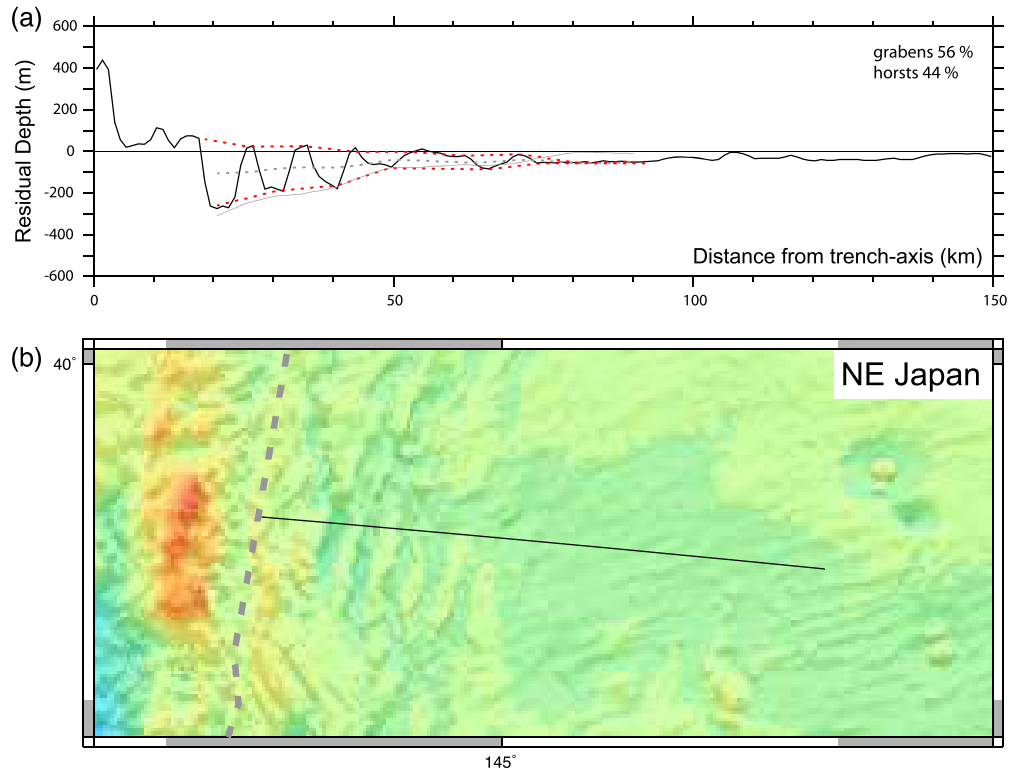 (a)
Residual Depth (m)
600
400
200
0
-200
-400
-600
grabens 56 %
horsts 44 %
Distance from trench-axis (km)
0
50
100
150
(b)
40°
NE Japan
145°